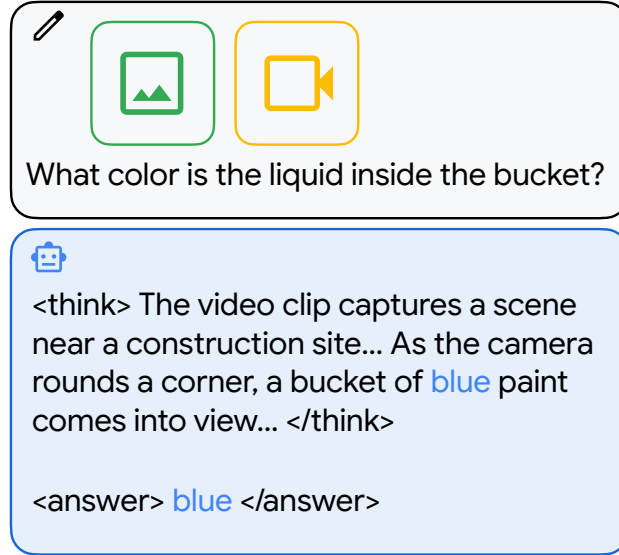 What color is the liquid inside the bucket?
<think> The video clip captures a scene
near a construction site... As the camera
rounds a corner, a bucket of blue paint
comes into view... </think>
<answer> blue </answer>